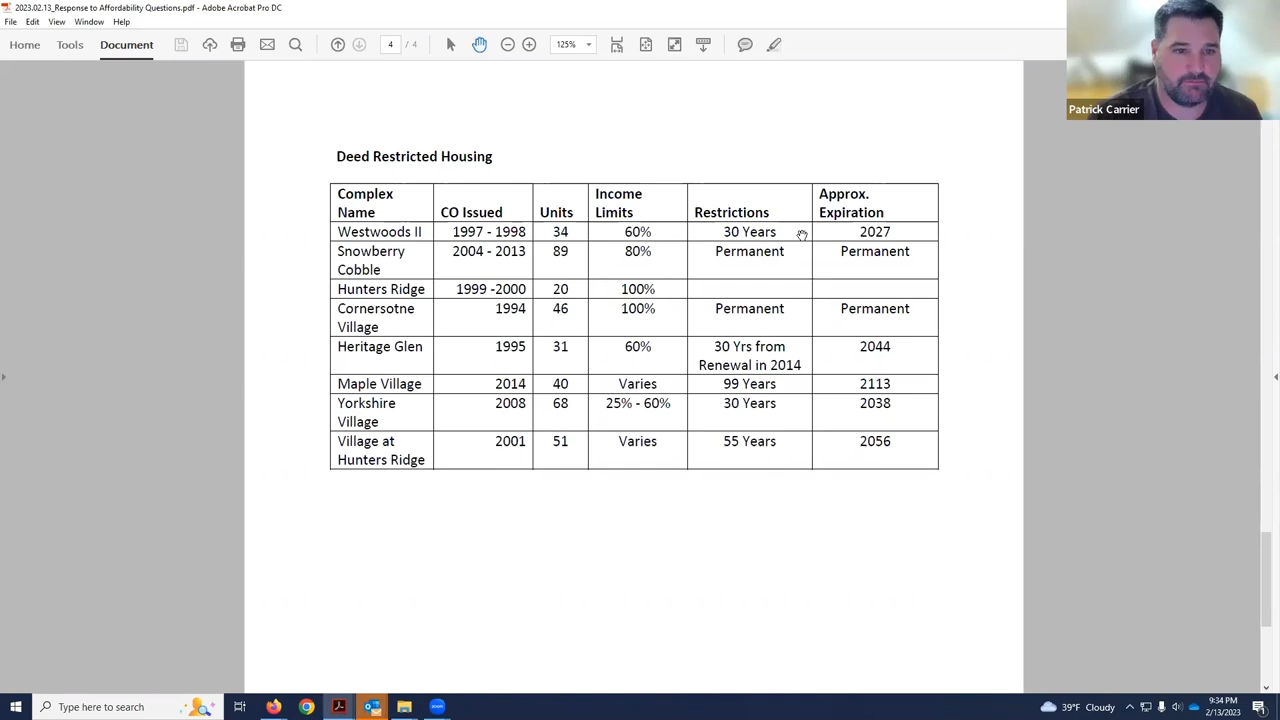 2023.02.13_Response to Affordability Questions.pdf - Adobe Acrobat Pro DC
File Edit View Window Help
Home Tools Document 4 / 4 125%
Patrick Carrier
Deed Restricted Housing
Complex Name CO Issued Units Income Limits Restrictions Approx. Expiration
Westwoods II 1997 - 1998 34 60% 30 Years 2027
Snowberry Cobble 2004 - 2013 89 80% Permanent Permanent
Hunters Ridge 1999 -2000 20 100%
Cornersotne Village 1994 46 100% Permanent Permanent
Heritage Glen 1995 31 60% 30 Yrs from Renewal in 2014 2044
Maple Village 2014 40 Varies 99 Years 2113
Yorkshire Village 2008 68 25% - 60% 30 Years 2038
Village at Hunters Ridge 2001 51 Varies 55 Years 2056
Type here to search
39°F Cloudy
9:34 PM
2/13/2023